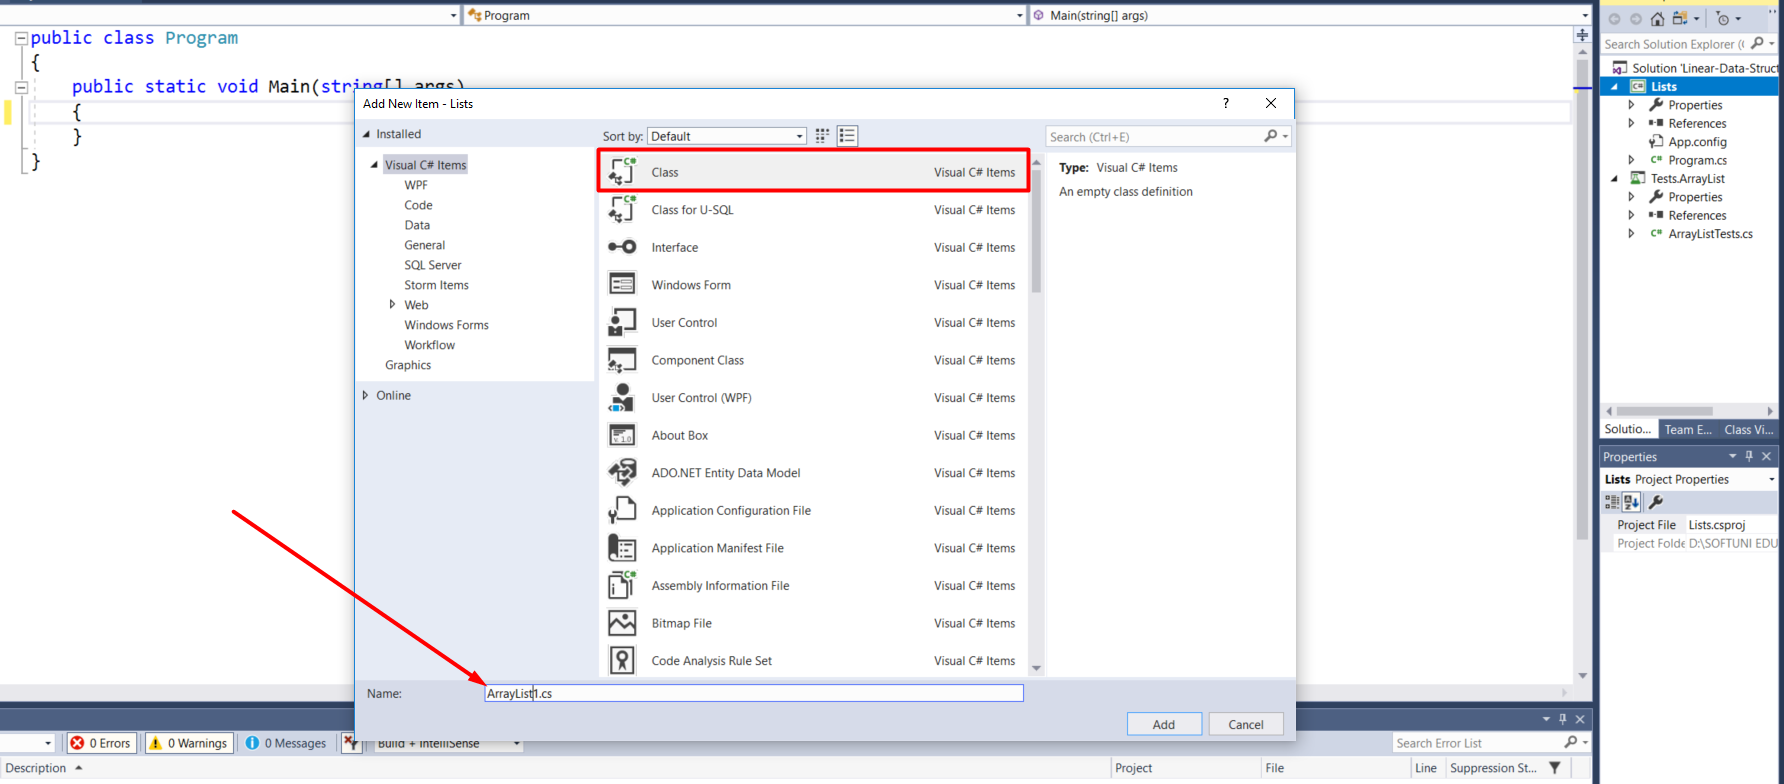 Program
Main(string[] args)
public class Program
{
public static void Main(string[] args)
{
}
}
Add New Item - Lists
?
Installed
Visual C# Items
WPF
Code
Data
General
SQL Server
Storm Items
Web
Windows Forms
Workflow
Graphics
Online
Sort by: Default
Class Visual C# Items
Class for U-SQL Visual C# Items
Interface Visual C# Items
Windows Form Visual C# Items
User Control Visual C# Items
Component Class Visual C# Items
User Control (WPF) Visual C# Items
About Box Visual C# Items
ADO.NET Entity Data Model Visual C# Items
Application Configuration File Visual C# Items
Application Manifest File Visual C# Items
Assembly Information File Visual C# Items
Bitmap File Visual C# Items
Code Analysis Rule Set Visual C# Items
Search (Ctrl+E)
Type: Visual C# Items
An empty class definition
Name: ArrayList1.cs
Add Cancel
Search Solution Explorer (
Solution 'Linear-Data-Struct
Lists
Properties
References
App.config
Program.cs
Tests.ArrayList
Properties
References
ArrayListTests.cs
Solutio... Team E... Class Vi...
Properties
Lists Project Properties
Project File Lists.csproj
Project Folde D:\SOFTUNI EDU
0 Errors 0 Warnings 0 Messages Build + IntelliSense
Search Error List
Description Project File Line Suppression St...